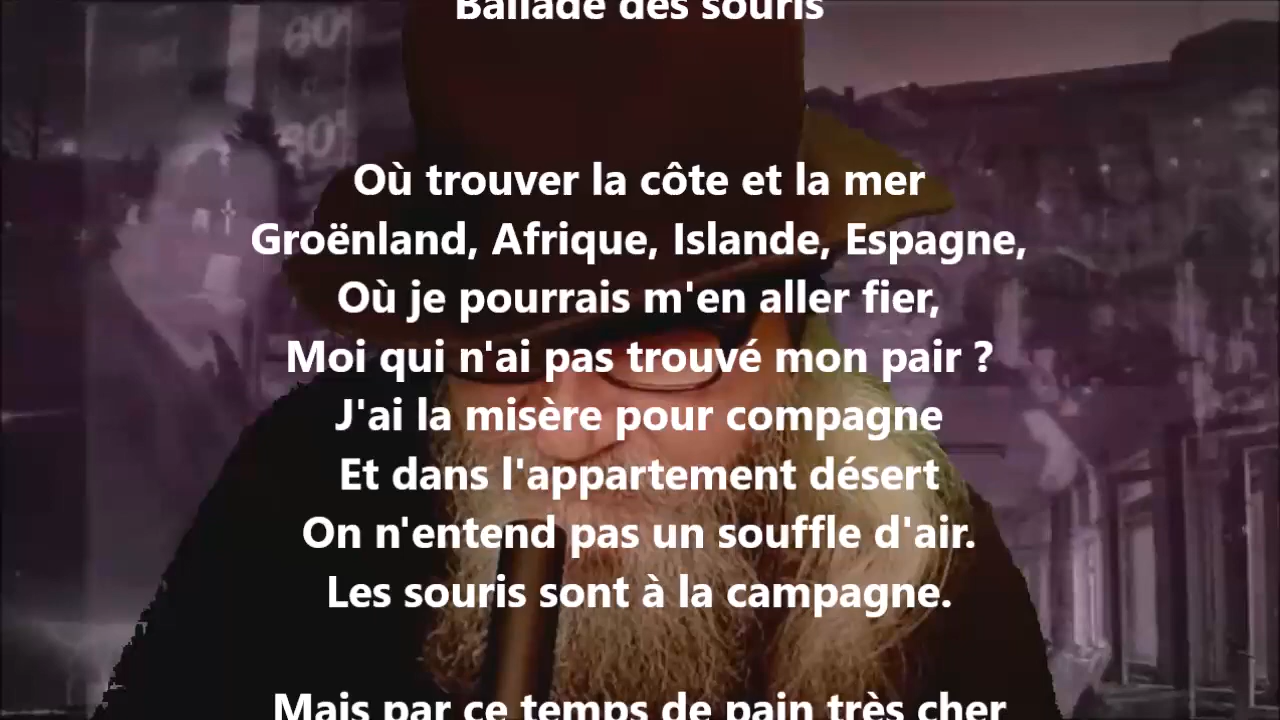 Ballade des souris
80'
80'
Où trouver la côte et la mer
Groënland, Afrique, Islande, Espagne,
Où je pourrais m'en aller fier,
Moi qui n'ai pas trouvé mon pair ?
J'ai la misère pour compagne
Et dans l'appartement désert
On n'entend pas un souffle d'air.
Les souris sont à la campagne.
Mais par ce temps de pain très cher